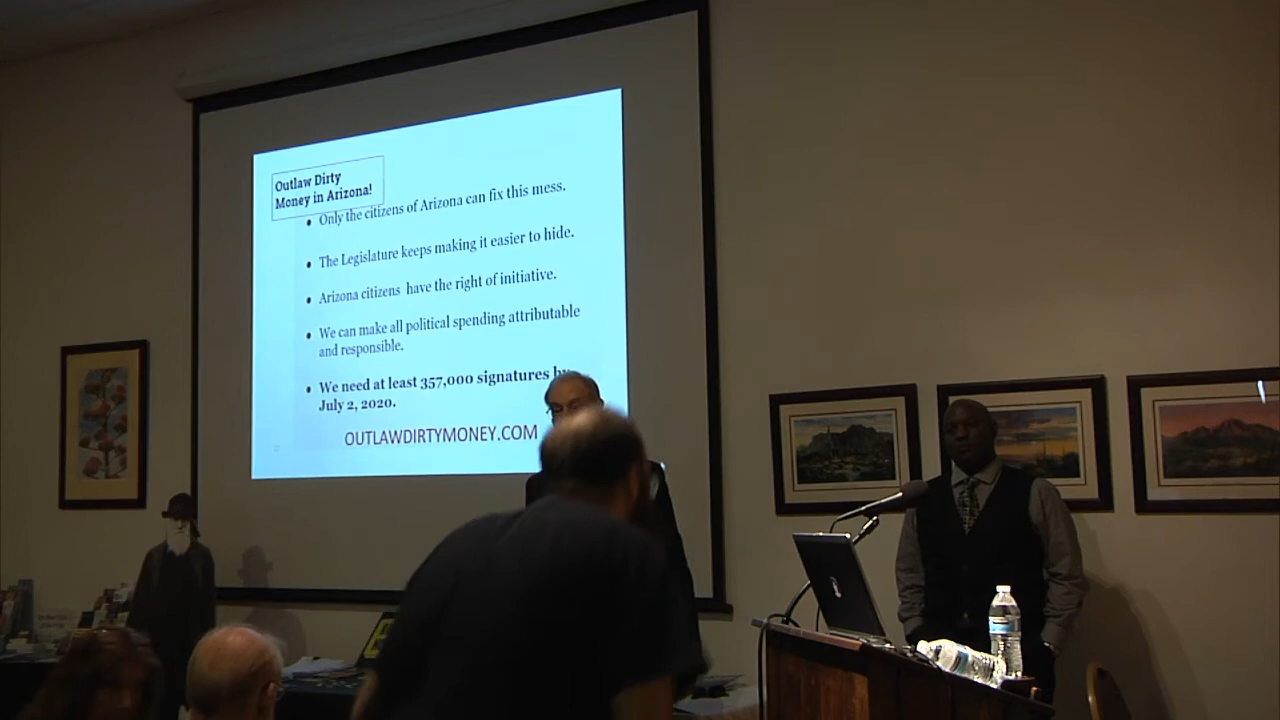 Outlaw Dirty
Money in Arizona!
• Only the citizens of Arizona can fix this mess.
• The Legislature keeps making it easier to hide.
• Arizona citizens have the right of initiative.
• We can make all political spending attributable
and responsible.
• We need at least 357,000 signatures by
July 2, 2020.
OUTLAWDIRTYMONEY.COM